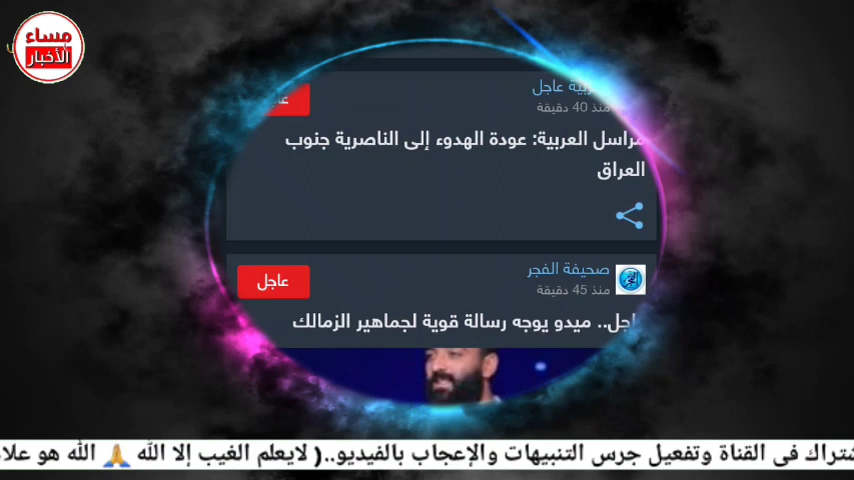 مساء
الأخبار
عاجل
منذ 40 دقيقة
مراسل العربية: عودة الهدوء إلى الناصرية جنوب
العراق
صحيفة الفجر
عاجل
منذ 45 دقيقة
عاجل.. ميدو يوجه رسالة قوية لجماهير الزمالك
فى القناة وتفعيل جرس التنبيهات والإعجاب بالفيديو..( لايعلم الغيب إلا الله 🙏 الله هو